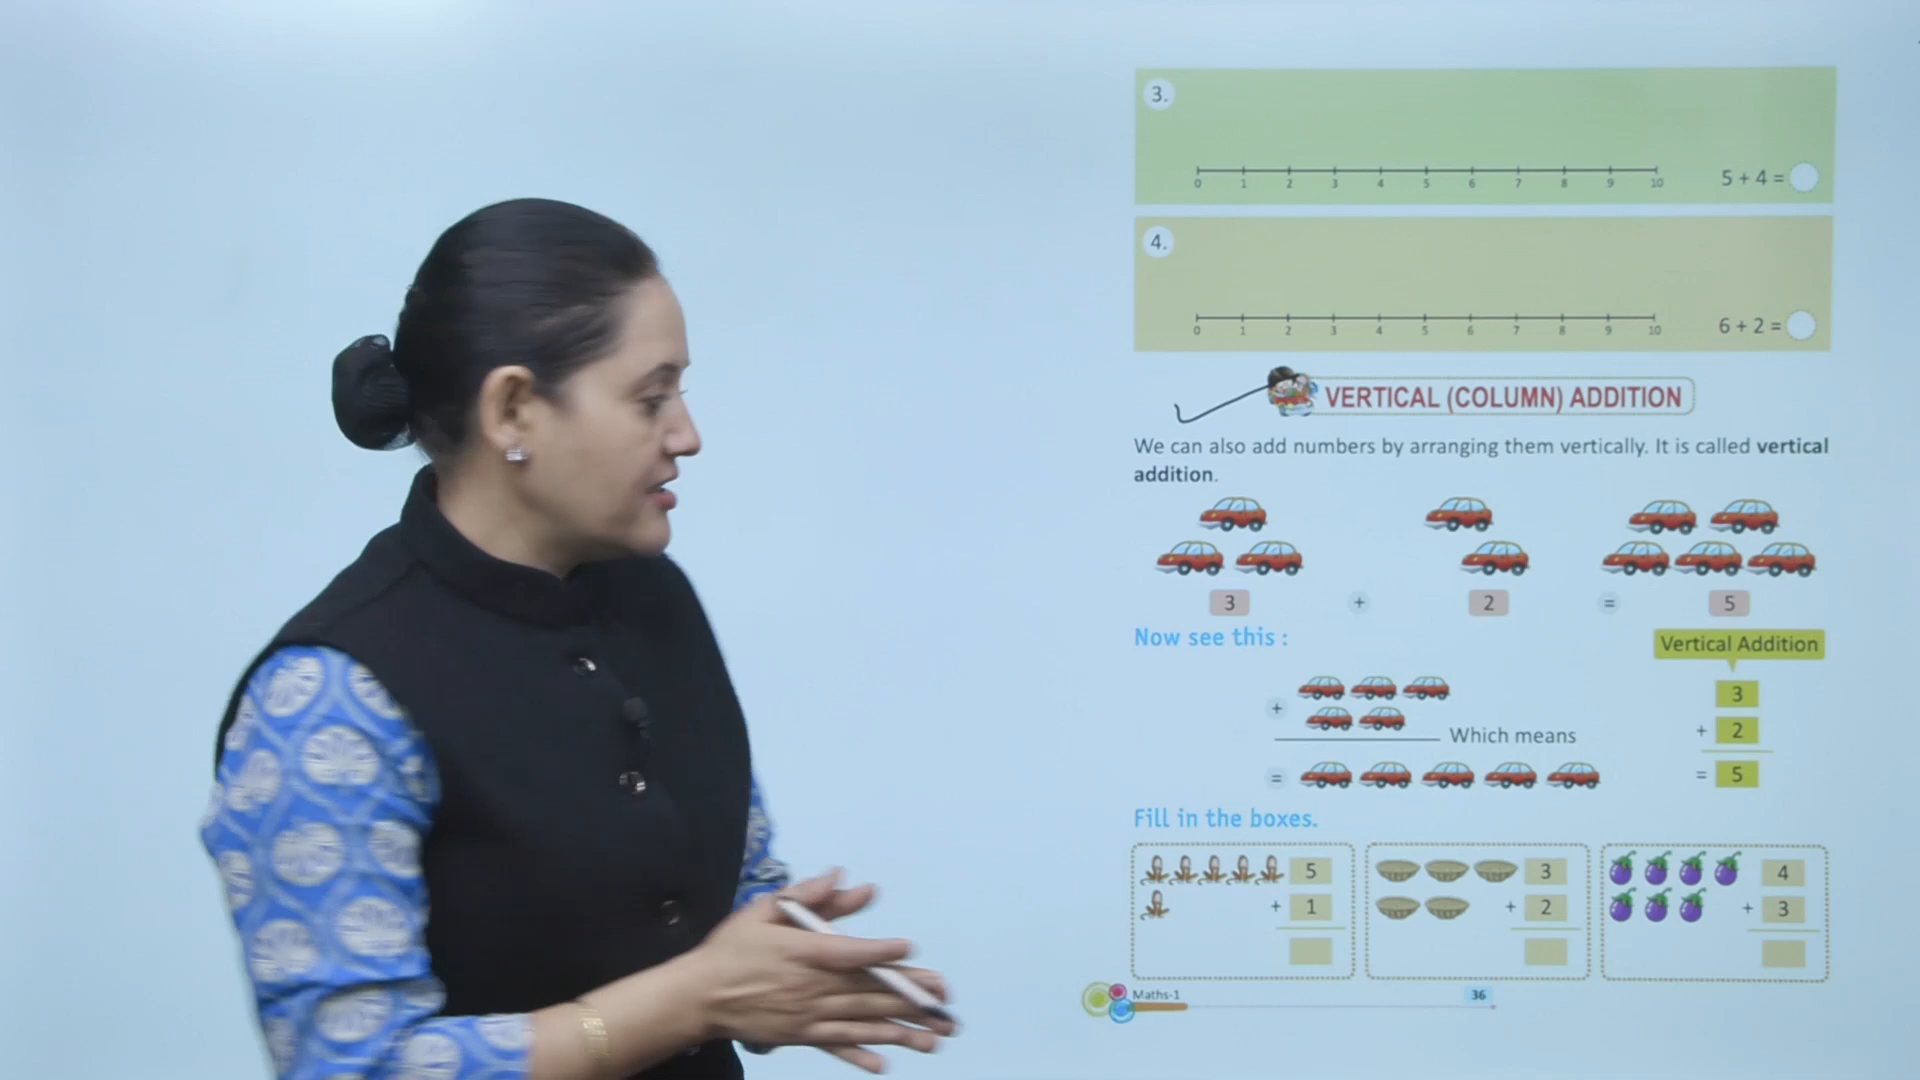 3.
0 1 2 3 4 5 6 7 8 9 10
5 + 4 =
4.
0 1 2 3 4 5 6 7 8 9 10
6 + 2 =
VERTICAL (COLUMN) ADDITION
We can also add numbers by arranging them vertically. It is called vertical
addition.
3 + 2 = 5
Now see this :
Vertical Addition
3
+
+ 2
Which means
=
= 5
Fill in the boxes.
5 3 4
+ 1 + 2 + 3
Maths-1 36